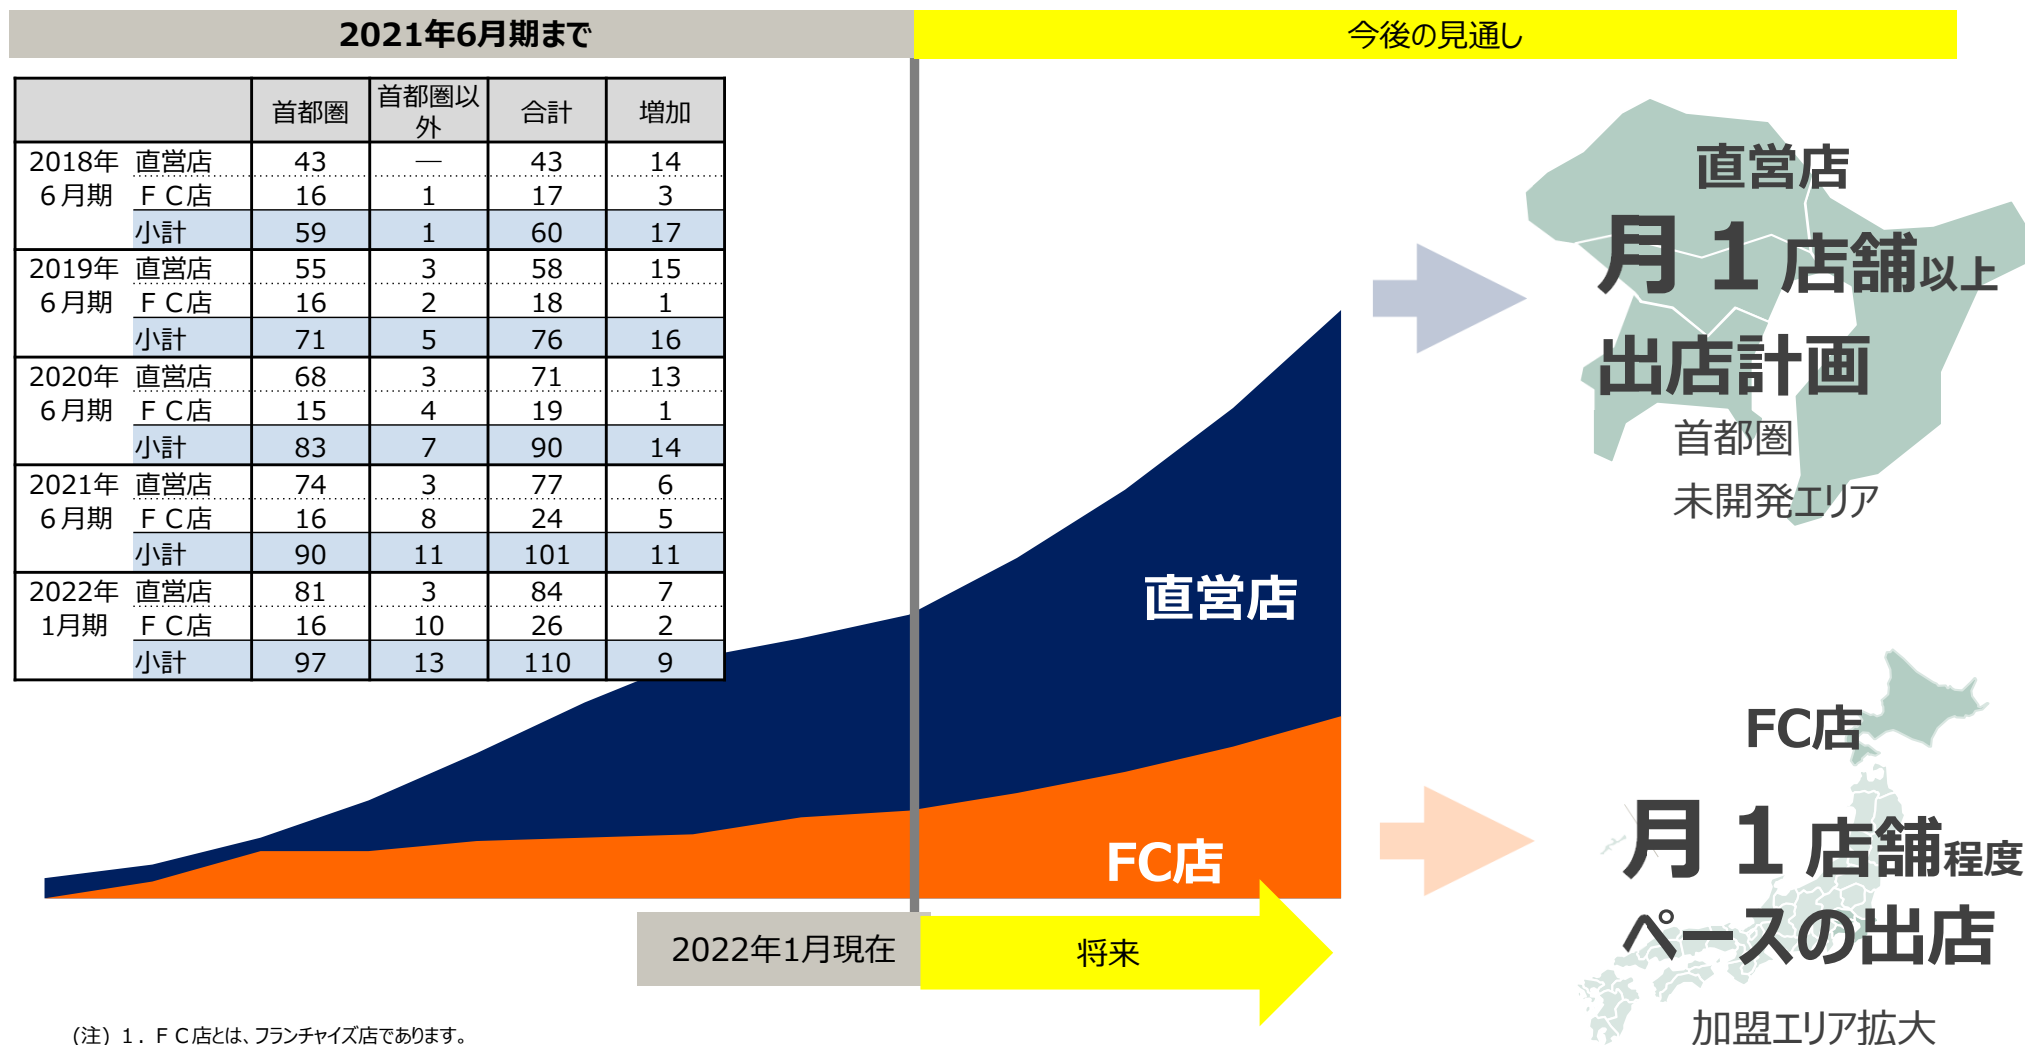 2021年6月期まで
今後の見通し
首都圏 首都圏以外 合計 増加
2018年 直営店 43 — 43 14
6月期 ＦＣ店 16 1 17 3
小計 59 1 60 17
2019年 直営店 55 3 58 15
6月期 ＦＣ店 16 2 18 1
小計 71 5 76 16
2020年 直営店 68 3 71 13
6月期 ＦＣ店 15 4 19 1
小計 83 7 90 14
2021年 直営店 74 3 77 6
6月期 ＦＣ店 16 8 24 5
小計 90 11 101 11
2022年 直営店 81 3 84 7
1月期 ＦＣ店 16 10 26 2
小計 97 13 110 9
直営店
月１店舗以上
出店計画
首都圏
未開発エリア
直営店
FC店
FC店
月１店舗程度
ペースの出店
加盟エリア拡大
2022年1月現在
将来
(注) 1．ＦＣ店とは、フランチャイズ店であります。